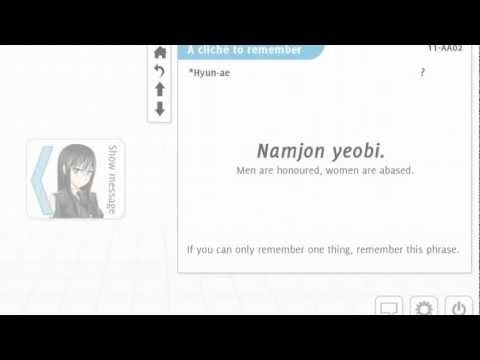 A cliché to remember
11-AA02
*Hyun-ae ?
Namjon yeobi.
Men are honoured, women are abased.
Show message
If you can only remember one thing, remember this phrase.